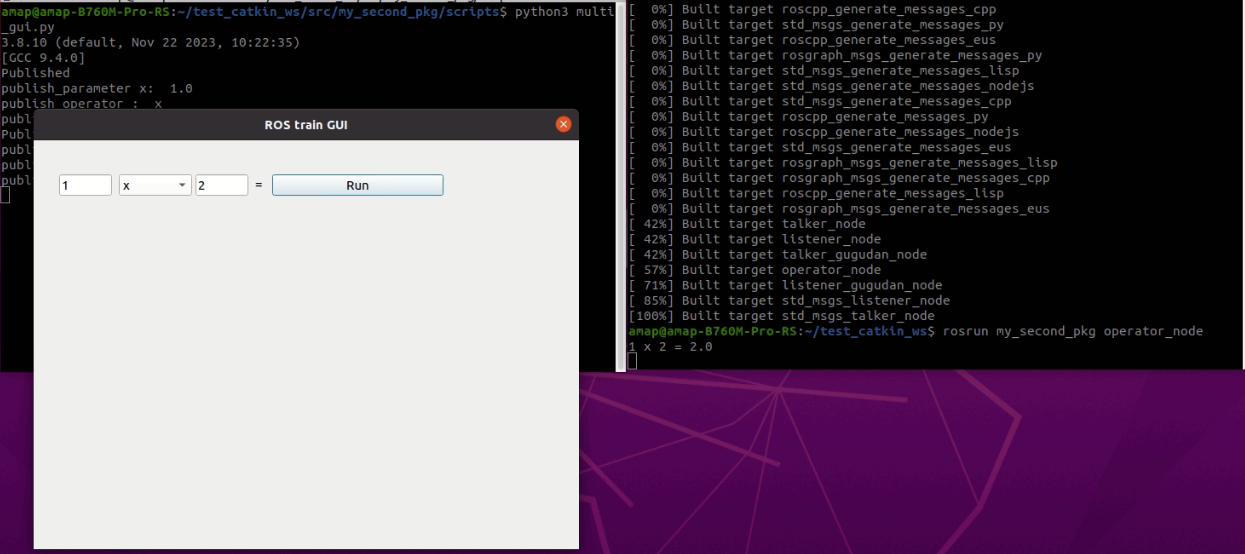 amap@amap-B760M-Pro-RS:~/test_catkin_ws/src/my_second_pkg/scripts$ python3 multi
_gui.py
3.8.10 (default, Nov 22 2023, 10:22:35)
[GCC 9.4.0]
Published
publish_parameter x:  1.0
publish_operator :  x
publ
Publ
publ
publ
publ
ROS train GUI
1 x 2 = Run
[  0%] Built target roscpp_generate_messages_cpp
[  0%] Built target std_msgs_generate_messages_py
[  0%] Built target roscpp_generate_messages_eus
[  0%] Built target rosgraph_msgs_generate_messages_py
[  0%] Built target std_msgs_generate_messages_lisp
[  0%] Built target std_msgs_generate_messages_nodejs
[  0%] Built target std_msgs_generate_messages_cpp
[  0%] Built target roscpp_generate_messages_py
[  0%] Built target roscpp_generate_messages_nodejs
[  0%] Built target std_msgs_generate_messages_eus
[  0%] Built target rosgraph_msgs_generate_messages_lisp
[  0%] Built target rosgraph_msgs_generate_messages_cpp
[  0%] Built target roscpp_generate_messages_lisp
[  0%] Built target rosgraph_msgs_generate_messages_eus
[ 42%] Built target talker_node
[ 42%] Built target listener_node
[ 42%] Built target talker_gugudan_node
[ 57%] Built target operator_node
[ 71%] Built target listener_gugudan_node
[ 85%] Built target std_msgs_listener_node
[100%] Built target std_msgs_talker_node
amap@amap-B760M-Pro-RS:~/test_catkin_ws$ rosrun my_second_pkg operator_node
1 x 2 = 2.0